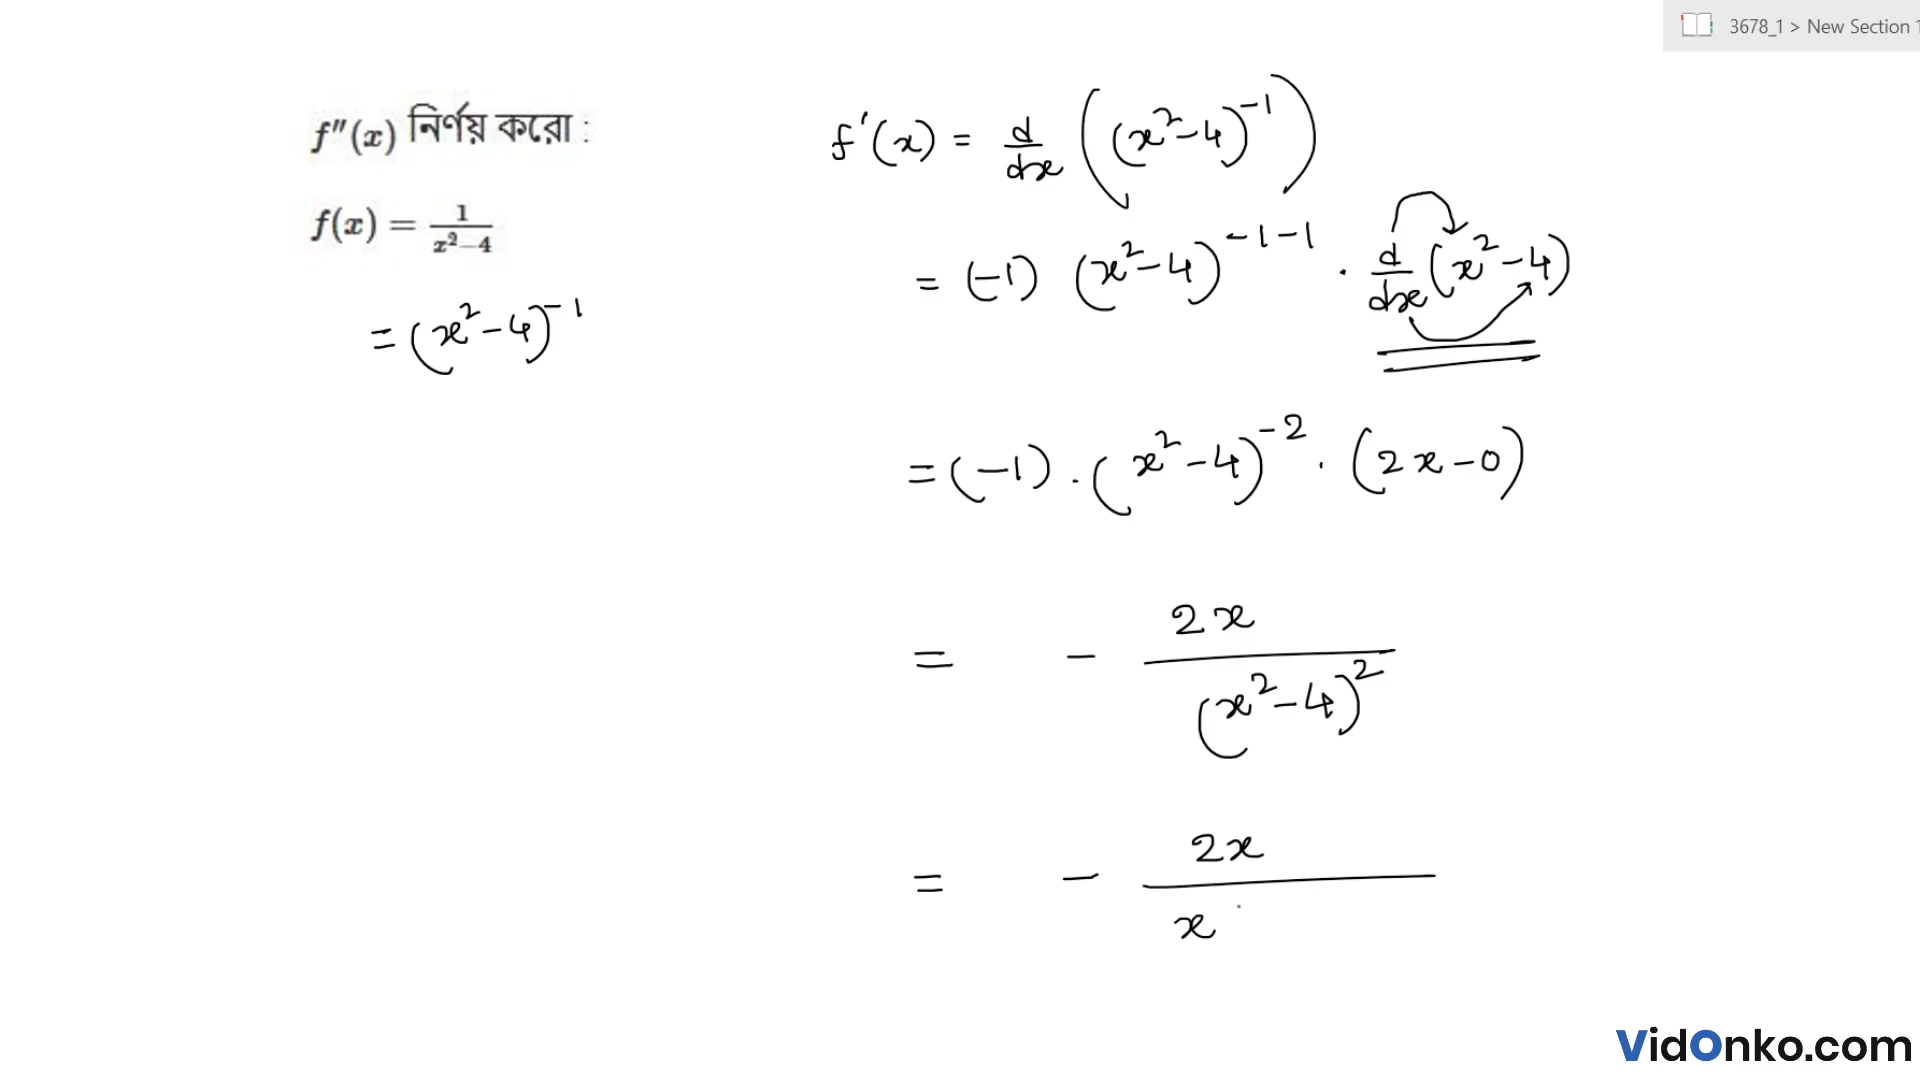 3678_1 > New Section 1
f''(x) নির্ণয় করো :
f(x) = 1/(x²−4)
= (x²−4)⁻¹
f'(x) = d/dx ((x²−4)⁻¹)
= (−1) (x²−4)⁻¹⁻¹ · d/dx (x²−4)
= (−1) · (x²−4)⁻² · (2x−0)
= − 2x/(x²−4)²
= − 2x/x
VidOnko.com